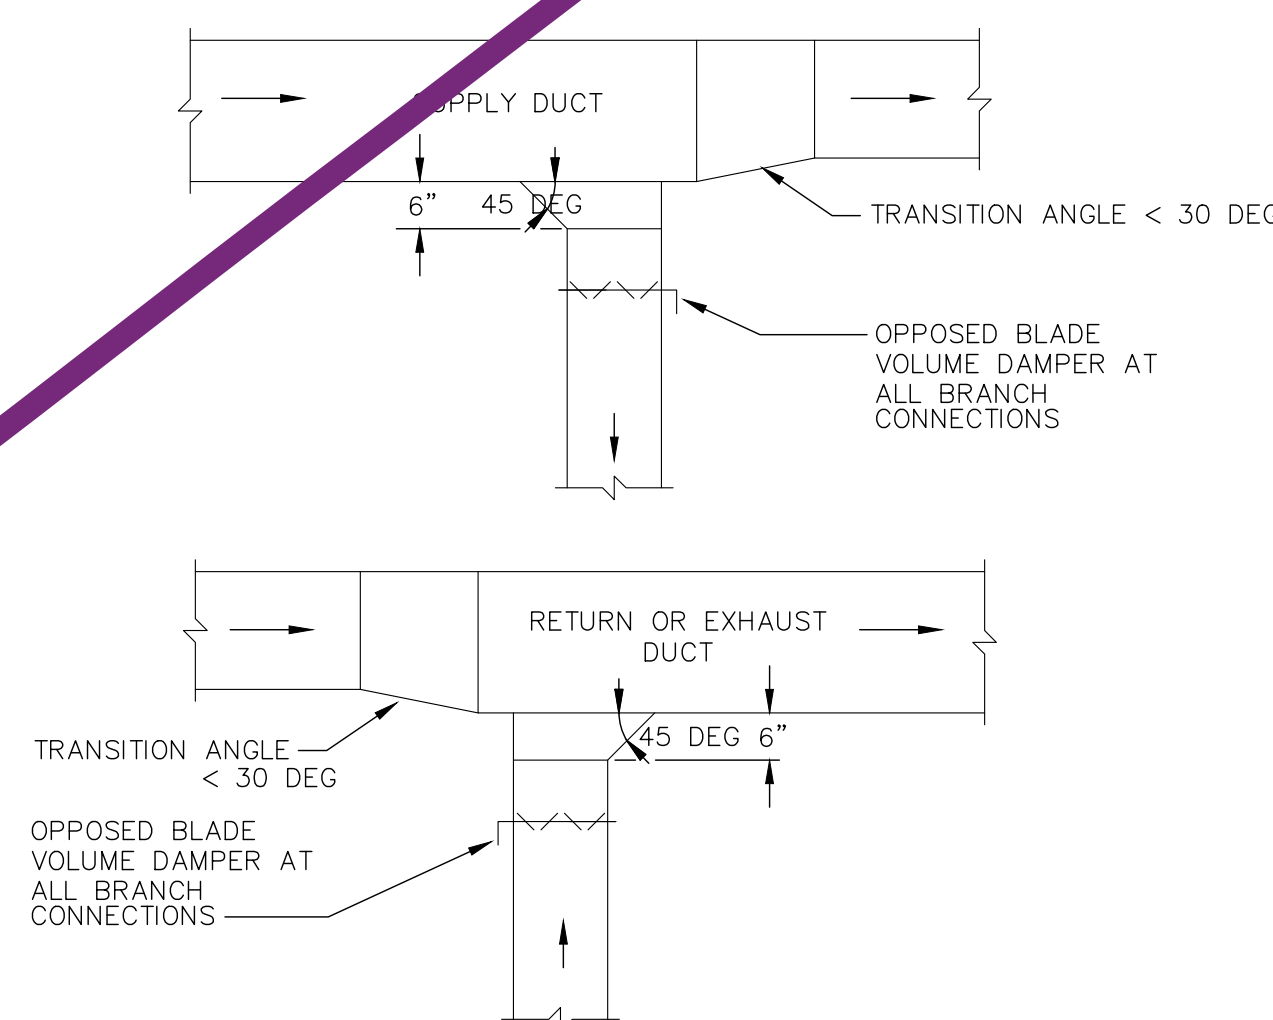 SUPPLY DUCT
6” 45 DEG
TRANSITION ANGLE < 30 DEG
OPPOSED BLADE
VOLUME DAMPER AT
ALL BRANCH
CONNECTIONS
RETURN OR EXHAUST
DUCT
45 DEG 6”
TRANSITION ANGLE
< 30 DEG
OPPOSED BLADE
VOLUME DAMPER AT
ALL BRANCH
CONNECTIONS